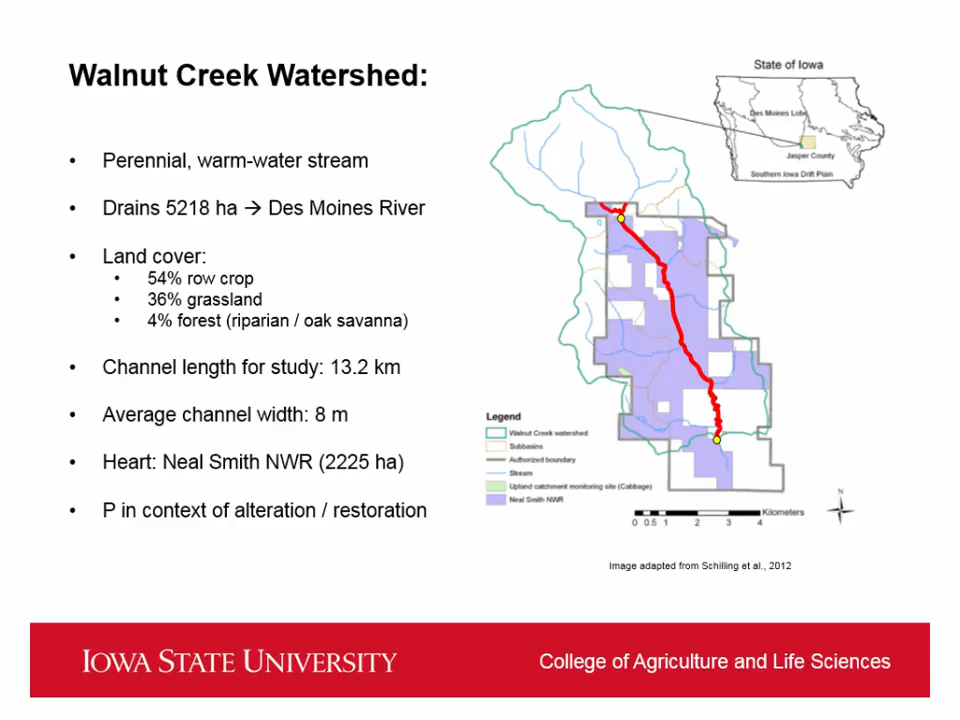 Walnut Creek Watershed:
• Perennial, warm-water stream
• Drains 5218 ha → Des Moines River
• Land cover:
• 54% row crop
• 36% grassland
• 4% forest (riparian / oak savanna)
• Channel length for study: 13.2 km
• Average channel width: 8 m
• Heart: Neal Smith NWR (2225 ha)
• P in context of alteration / restoration
State of Iowa
Des Moines Lobe
Jasper County
Southern Iowa Drift Plain
Legend
Walnut Creek watershed
Subbasins
Authorized boundary
Stream
Upland catchment monitoring site (Cabbage)
Neal Smith NWR
N
Kilometers
0 0.5 1 2 3 4
Image adapted from Schilling et al., 2012
IOWA STATE UNIVERSITY
College of Agriculture and Life Sciences